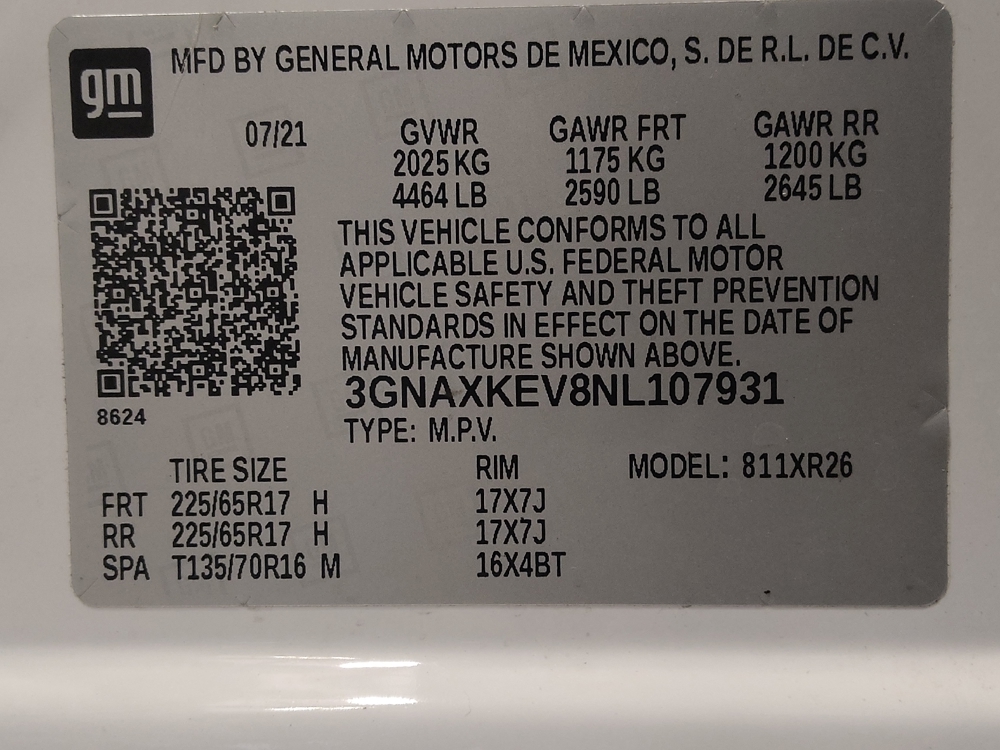 gm MFD BY GENERAL MOTORS DE MEXICO, S. DE R.L. DE C.V.
07/21 GVWR GAWR FRT GAWR RR
2025 KG 1175 KG 1200 KG
4464 LB 2590 LB 2645 LB
THIS VEHICLE CONFORMS TO ALL
APPLICABLE U.S. FEDERAL MOTOR
VEHICLE SAFETY AND THEFT PREVENTION
STANDARDS IN EFFECT ON THE DATE OF
MANUFACTURE SHOWN ABOVE.
3GNAXKEV8NL107931
8624
TYPE: M.P.V.
TIRE SIZE RIM MODEL: 811XR26
FRT 225/65R17 H 17X7J
RR 225/65R17 H 17X7J
SPA T135/70R16 M 16X4BT